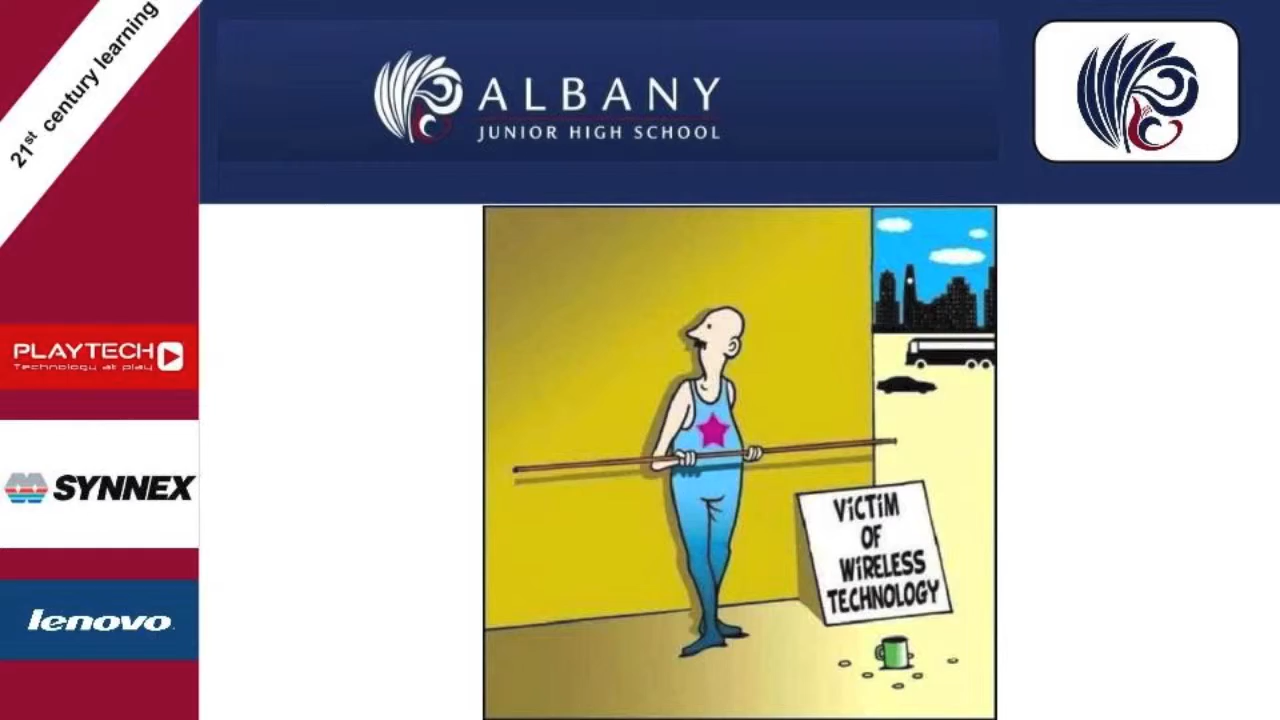 21st century learning
ALBANY
JUNIOR HIGH SCHOOL
PLAYTECH
Technology at play
SYNNEX
lenovo
VICTIM
OF
WIRELESS
TECHNOLOGY